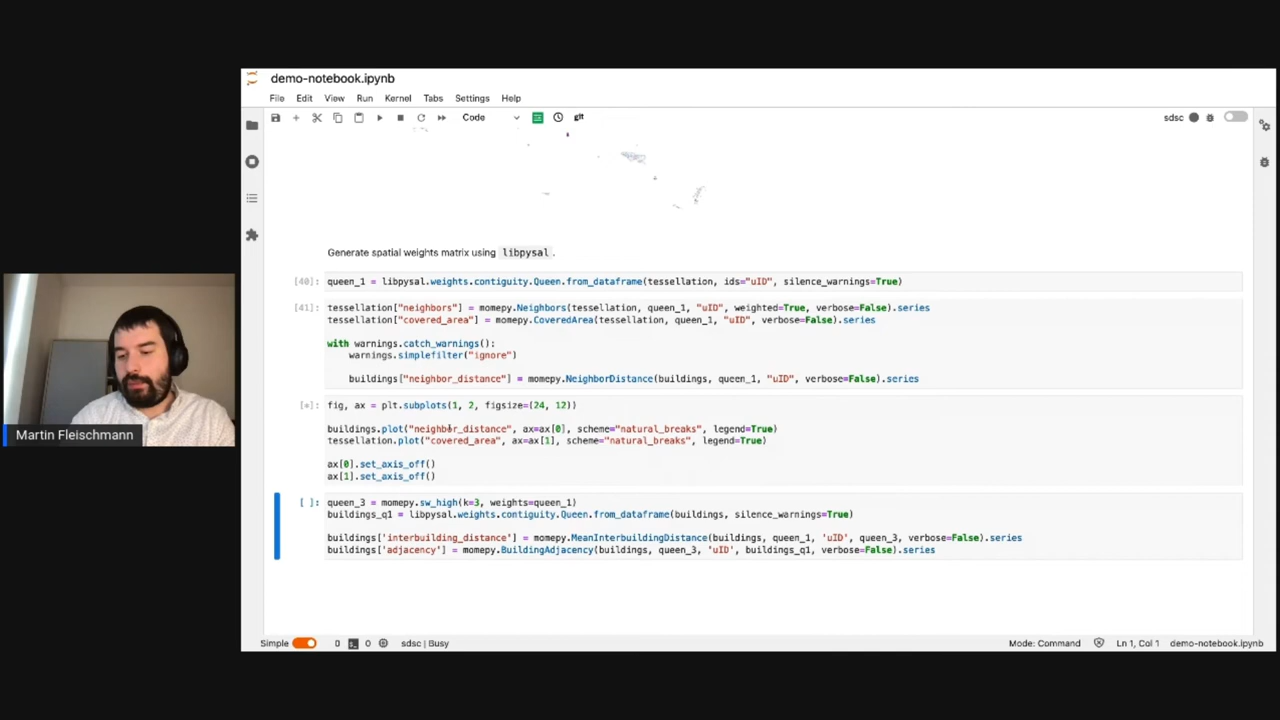 demo-notebook.ipynb
File Edit View Run Kernel Tabs Settings Help
Code git sdsc
Generate spatial weights matrix using libpysal.
[40]: queen_1 = libpysal.weights.contiguity.Queen.from_dataframe(tessellation, ids="uID", silence_warnings=True)
[41]: tessellation["neighbors"] = momepy.Neighbors(tessellation, queen_1, "uID", weighted=True, verbose=False).series
tessellation["covered_area"] = momepy.CoveredArea(tessellation, queen_1, "uID", verbose=False).series
with warnings.catch_warnings():
    warnings.simplefilter("ignore")
    buildings["neighbor_distance"] = momepy.NeighborDistance(buildings, queen_1, "uID", verbose=False).series
[*]: fig, ax = plt.subplots(1, 2, figsize=(24, 12))
buildings.plot("neighbor_distance", ax=ax[0], scheme="natural_breaks", legend=True)
tessellation.plot("covered_area", ax=ax[1], scheme="natural_breaks", legend=True)
ax[0].set_axis_off()
ax[1].set_axis_off()
[ ]: queen_3 = momepy.sw_high(k=3, weights=queen_1)
buildings_q1 = libpysal.weights.contiguity.Queen.from_dataframe(buildings, silence_warnings=True)
buildings['interbuilding_distance'] = momepy.MeanInterbuildingDistance(buildings, queen_1, 'uID', queen_3, verbose=False).series
buildings['adjacency'] = momepy.BuildingAdjacency(buildings, queen_3, 'uID', buildings_q1, verbose=False).series
Martin Fleischmann
Simple 0 0 sdsc | Busy Mode: Command Ln 1, Col 1 demo-notebook.ipynb